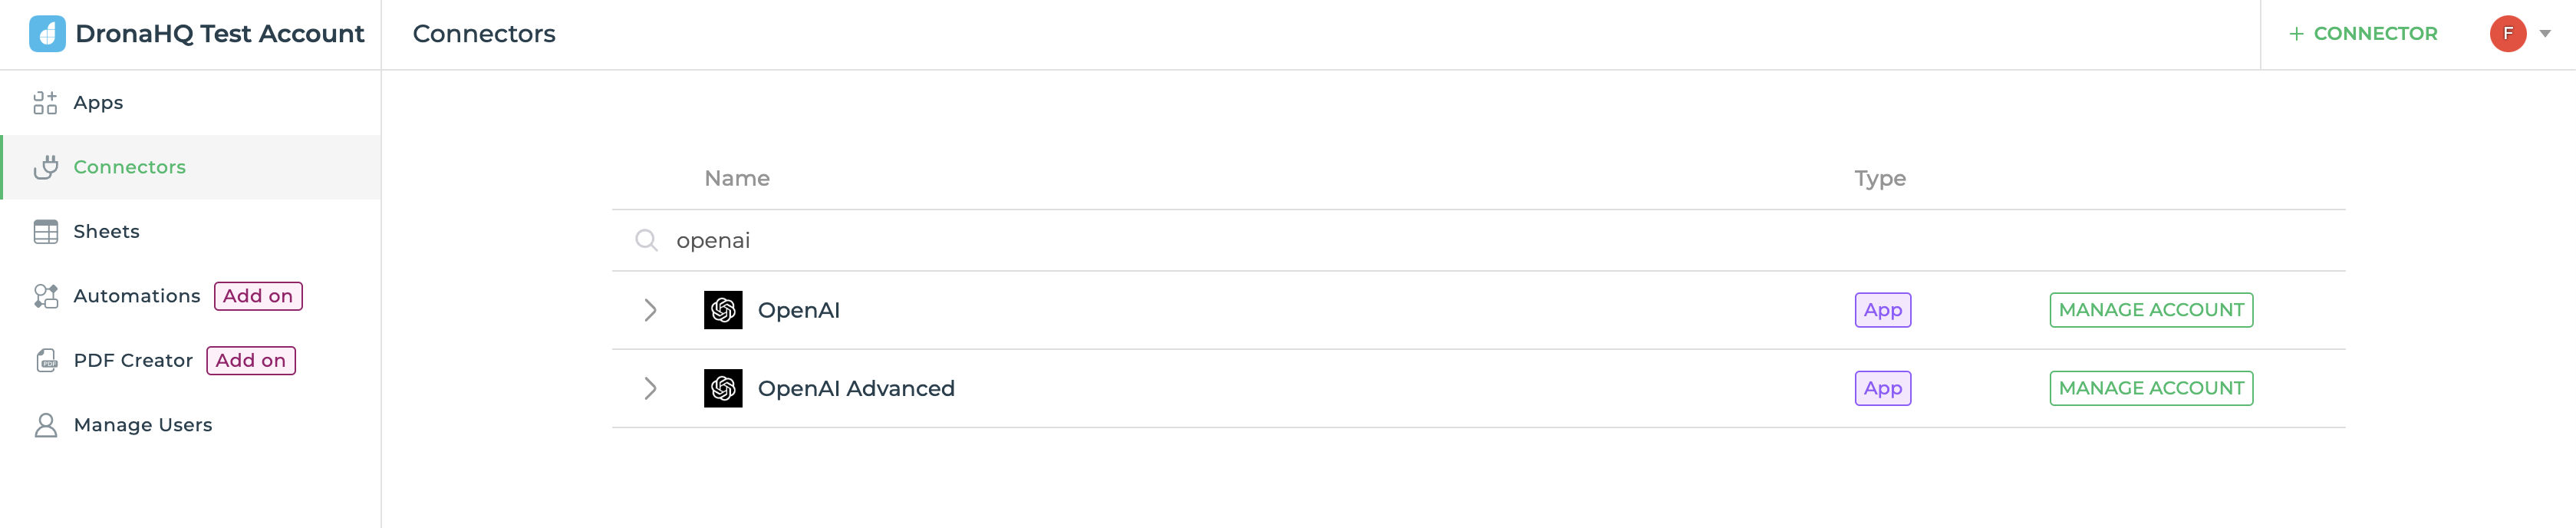 DronaHQ Test Account
Connectors
+ CONNECTOR
F
Apps
Connectors
Sheets
Automations Add on
PDF Creator Add on
Manage Users
Name Type
openai
OpenAI App MANAGE ACCOUNT
OpenAI Advanced App MANAGE ACCOUNT